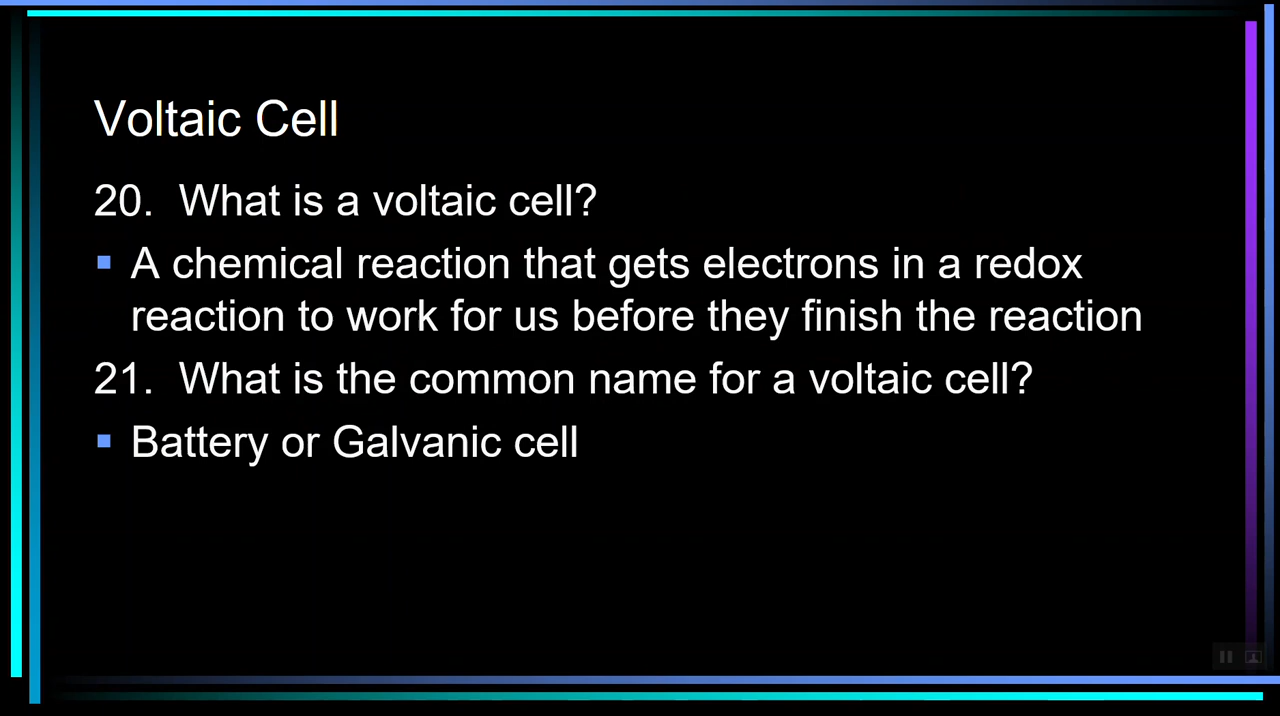 Voltaic Cell
20. What is a voltaic cell?
▪ A chemical reaction that gets electrons in a redox
reaction to work for us before they finish the reaction
21. What is the common name for a voltaic cell?
▪ Battery or Galvanic cell